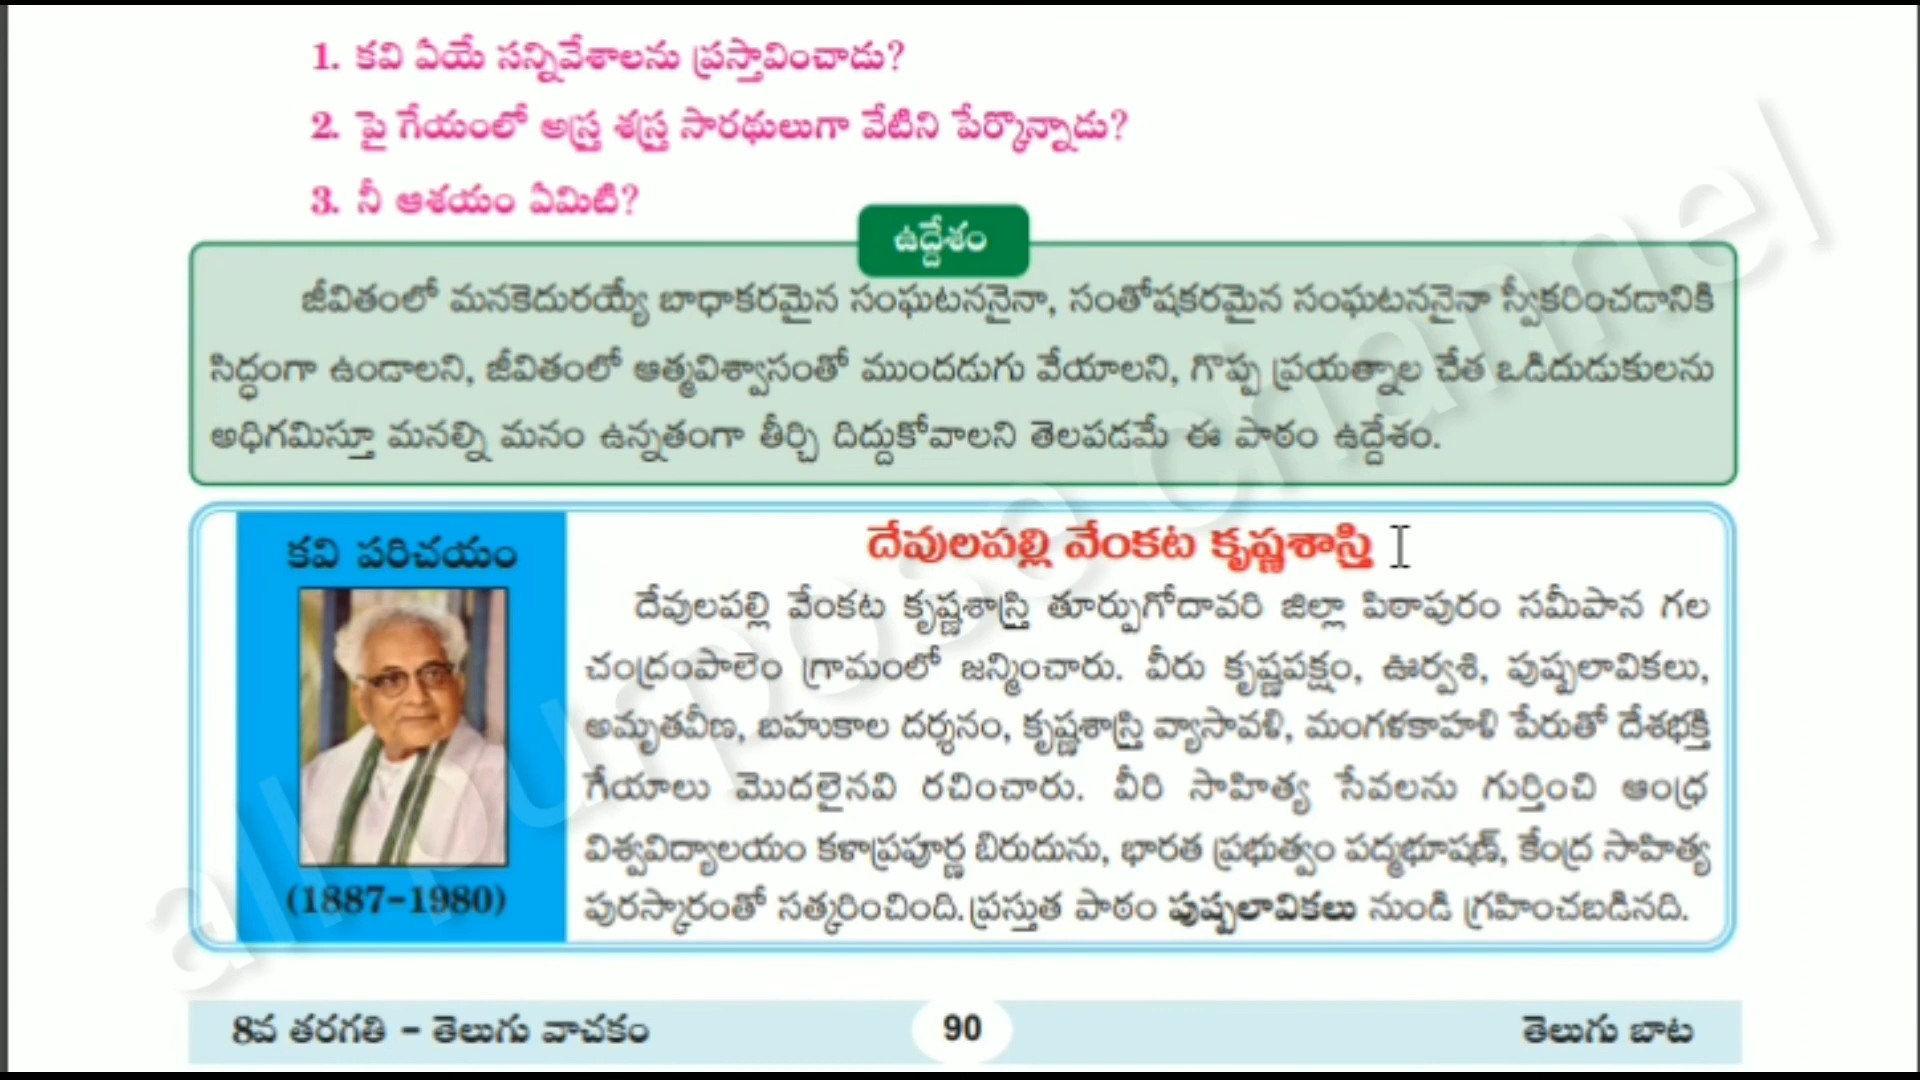 1. కవి ఏయే సన్నివేశాలను ప్రస్తావించాడు?
2. పై గేయంలో అస్త్ర శస్త్ర సారథులుగా వేటిని పేర్కొన్నాడు?
3. నీ ఆశయం ఏమిటి?
ఉద్దేశం
జీవితంలో మనకెదురయ్యే బాధాకరమైన సంఘటననైనా, సంతోషకరమైన సంఘటననైనా స్వీకరించడానికి
సిద్ధంగా ఉండాలని, జీవితంలో ఆత్మవిశ్వాసంతో ముందడుగు వేయాలని, గొప్ప ప్రయత్నాల చేత ఒడిదుడుకులను
అధిగమిస్తూ మనల్ని మనం ఉన్నతంగా తీర్చి దిద్దుకోవాలని తెలపడమే ఈ పాఠం ఉద్దేశం.
కవి పరిచయం
(1887-1980)
దేవులపల్లి వేంకట కృష్ణశాస్త్రి
దేవులపల్లి వేంకట కృష్ణశాస్త్రి తూర్పుగోదావరి జిల్లా పిఠాపురం సమీపాన గల
చంద్రంపాలెం గ్రామంలో జన్మించారు. వీరు కృష్ణపక్షం, ఊర్వశి, పుష్పలావికలు,
అమృతవీణ, బహుకాల దర్శనం, కృష్ణశాస్త్రి వ్యాసావళి, మంగళకాహళి పేరుతో దేశభక్తి
గేయాలు మొదలైనవి రచించారు. వీరి సాహిత్య సేవలను గుర్తించి ఆంధ్ర
విశ్వవిద్యాలయం కళాప్రపూర్ణ బిరుదును, భారత ప్రభుత్వం పద్మభూషణ్, కేంద్ర సాహిత్య
పురస్కారంతో సత్కరించింది. ప్రస్తుత పాఠం పుష్పలావికలు నుండి గ్రహించబడినది.
8వ తరగతి - తెలుగు వాచకం
90
తెలుగు బాట
all purpose channel